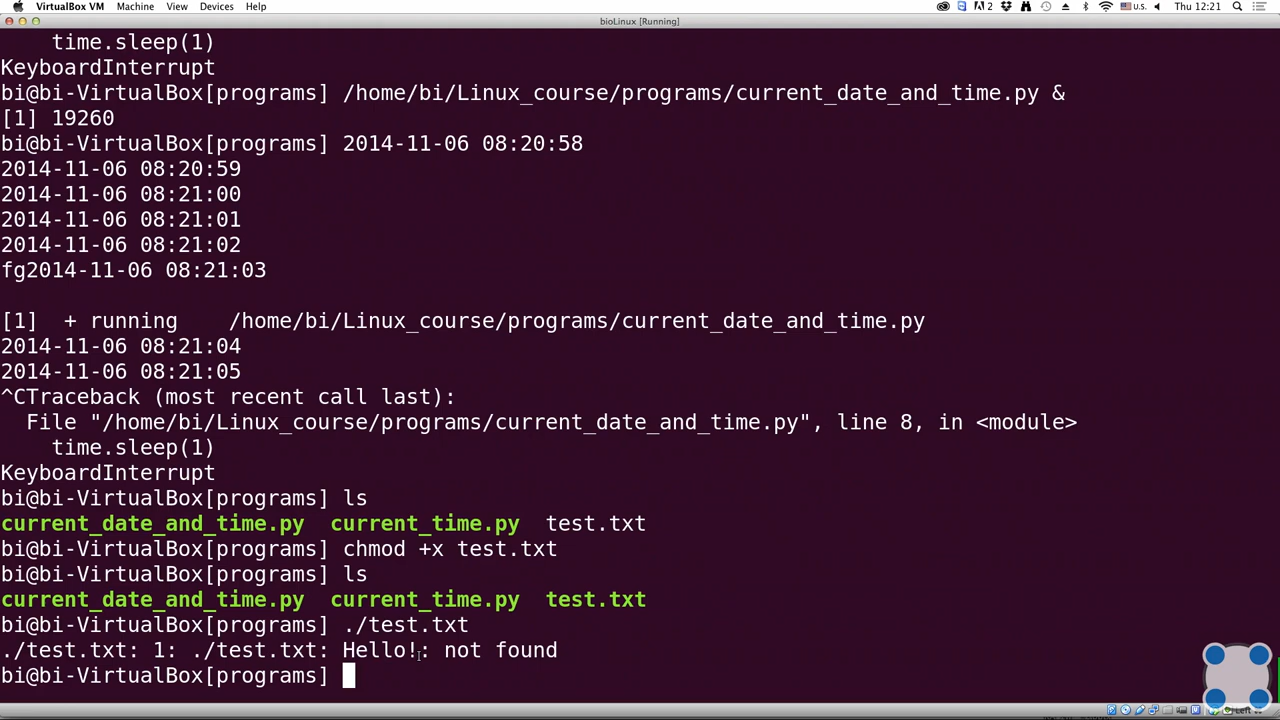 VirtualBox VM Machine View Devices Help 2 U.S. Thu 12:21
bioLinux [Running]
time.sleep(1)
KeyboardInterrupt
bi@bi-VirtualBox[programs] /home/bi/Linux_course/programs/current_date_and_time.py &
[1] 19260
bi@bi-VirtualBox[programs] 2014-11-06 08:20:58
2014-11-06 08:20:59
2014-11-06 08:21:00
2014-11-06 08:21:01
2014-11-06 08:21:02
fg2014-11-06 08:21:03
[1]  + running    /home/bi/Linux_course/programs/current_date_and_time.py
2014-11-06 08:21:04
2014-11-06 08:21:05
^CTraceback (most recent call last):
File "/home/bi/Linux_course/programs/current_date_and_time.py", line 8, in <module>
time.sleep(1)
KeyboardInterrupt
bi@bi-VirtualBox[programs] ls
current_date_and_time.py  current_time.py  test.txt
bi@bi-VirtualBox[programs] chmod +x test.txt
bi@bi-VirtualBox[programs] ls
current_date_and_time.py  current_time.py  test.txt
bi@bi-VirtualBox[programs] ./test.txt
./test.txt: 1: ./test.txt: Hello!: not found
bi@bi-VirtualBox[programs]
Left